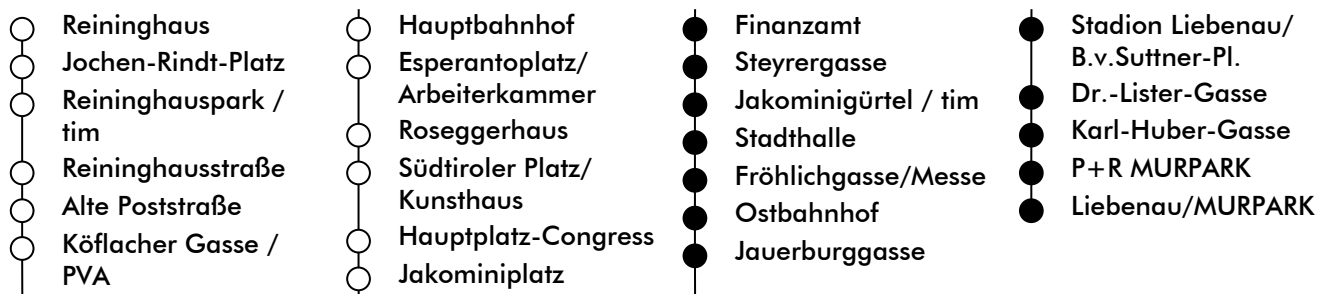 Reininghaus
Jochen-Rindt-Platz
Reininghauspark /
tim
Reininghausstraße
Alte Poststraße
Köflacher Gasse /
PVA
Hauptbahnhof
Esperantoplatz/
Arbeiterkammer
Roseggerhaus
Südtiroler Platz/
Kunsthaus
Hauptplatz-Congress
Jakominiplatz
Finanzamt
Steyrergasse
Jakominigürtel / tim
Stadthalle
Fröhlichgasse/Messe
Ostbahnhof
Jauerburggasse
Stadion Liebenau/
B.v.Suttner-Pl.
Dr.-Lister-Gasse
Karl-Huber-Gasse
P+R MURPARK
Liebenau/MURPARK